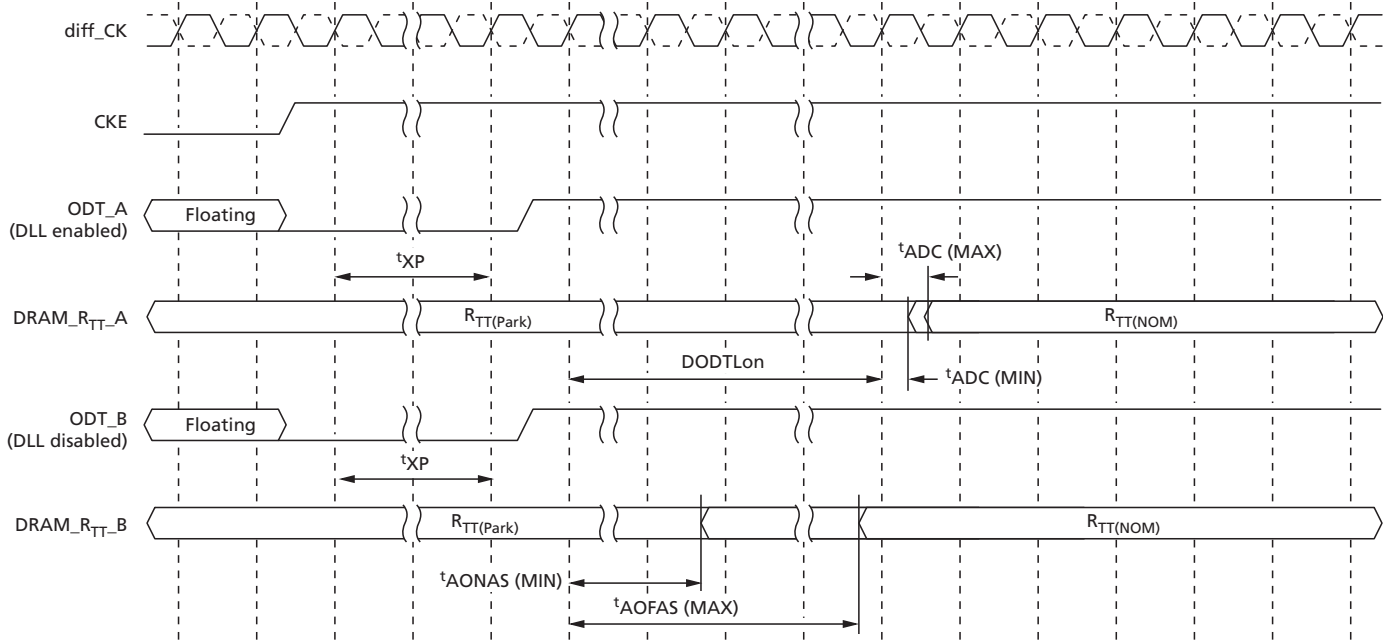 diff_CK
CKE
ODT_A
(DLL enabled)
Floating
tXP
tADC (MAX)
DRAM_RTT_A
RTT(Park)
RTT(NOM)
DODTLon
tADC (MIN)
ODT_B
(DLL disabled)
Floating
tXP
DRAM_RTT_B
RTT(Park)
RTT(NOM)
tAONAS (MIN)
tAOFAS (MAX)